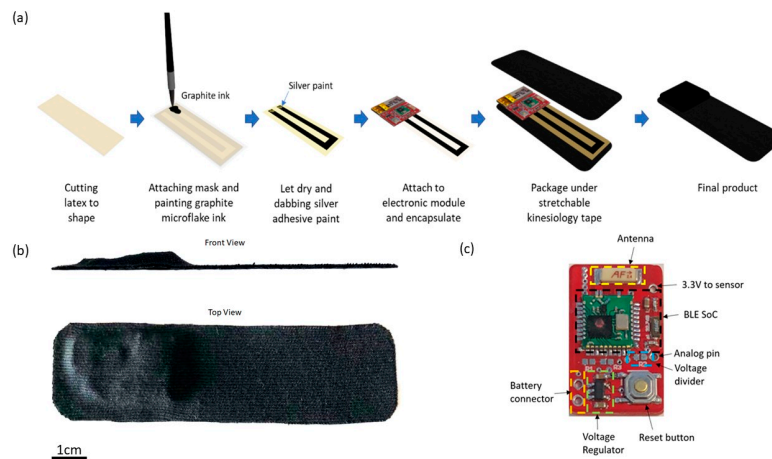 (a)
Graphite ink
Silver paint
Cutting
latex to
shape
Attaching mask and
painting graphite
microflake ink
Let dry and
dabbing silver
adhesive paint
Attach to
electronic module
and encapsulate
Package under
stretchable
kinesiology tape
Final product
(b)
Front View
Top View
1cm
(c)
Antenna
AF
3.3V to sensor
BLE SoC
Analog pin
Voltage
divider
Battery
connector
Voltage
Regulator
Reset button